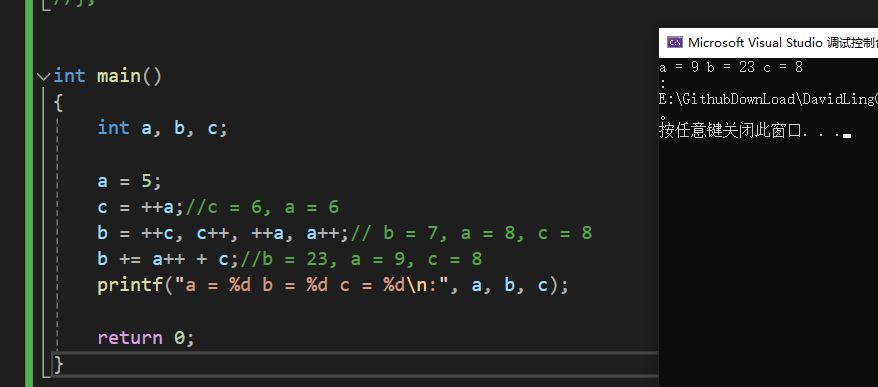 //j;
int main()
{
int a, b, c;
a = 5;
c = ++a;//c = 6, a = 6
b = ++c, c++, ++a, a++;// b = 7, a = 8, c = 8
b += a++ + c;//b = 23, a = 9, c = 8
printf("a = %d b = %d c = %d\n:", a, b, c);
return 0;
}
Microsoft Visual Studio 调试控制台
a = 9 b = 23 c = 8
:
E:\GithubDownLoad\DavidLing
。
按任意键关闭此窗口. . .